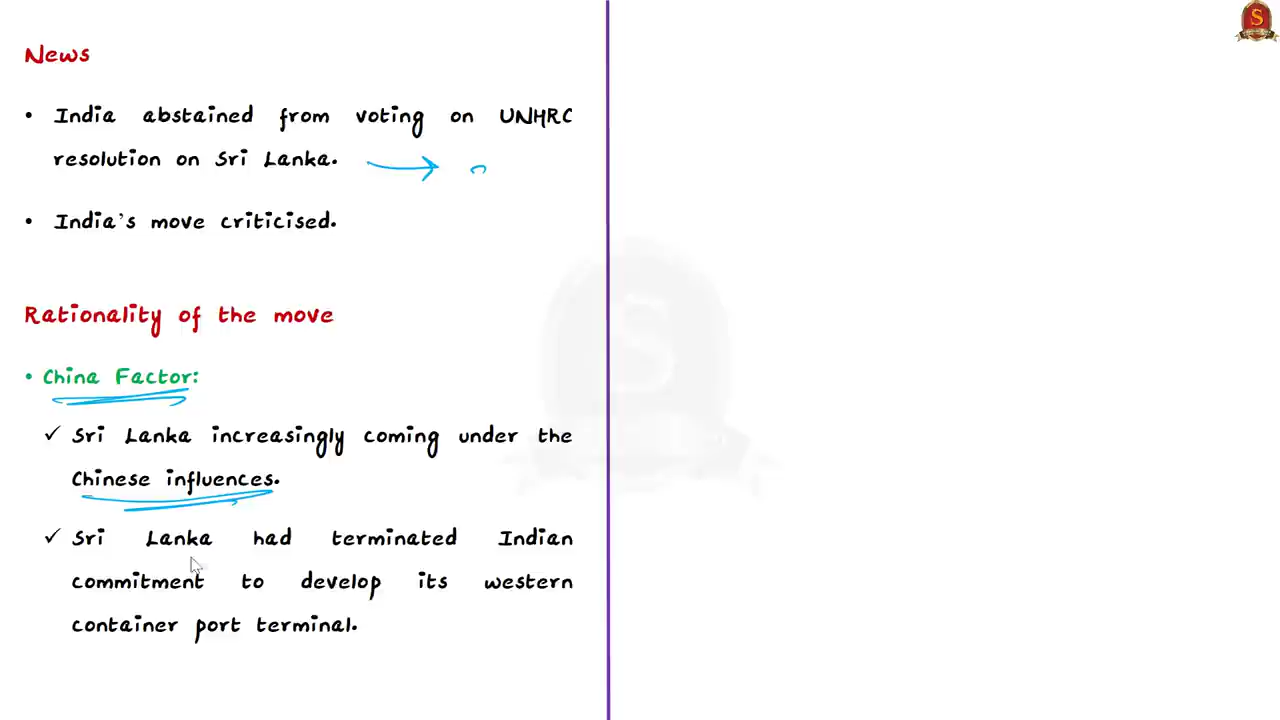 News
• India abstained from voting on UNHRC
resolution on Sri Lanka.
• India's move criticised.
Rationality of the move
• China Factor:
✓ Sri Lanka increasingly coming under the
Chinese influences.
✓ Sri Lanka had terminated Indian
commitment to develop its western
container port terminal.
S
S